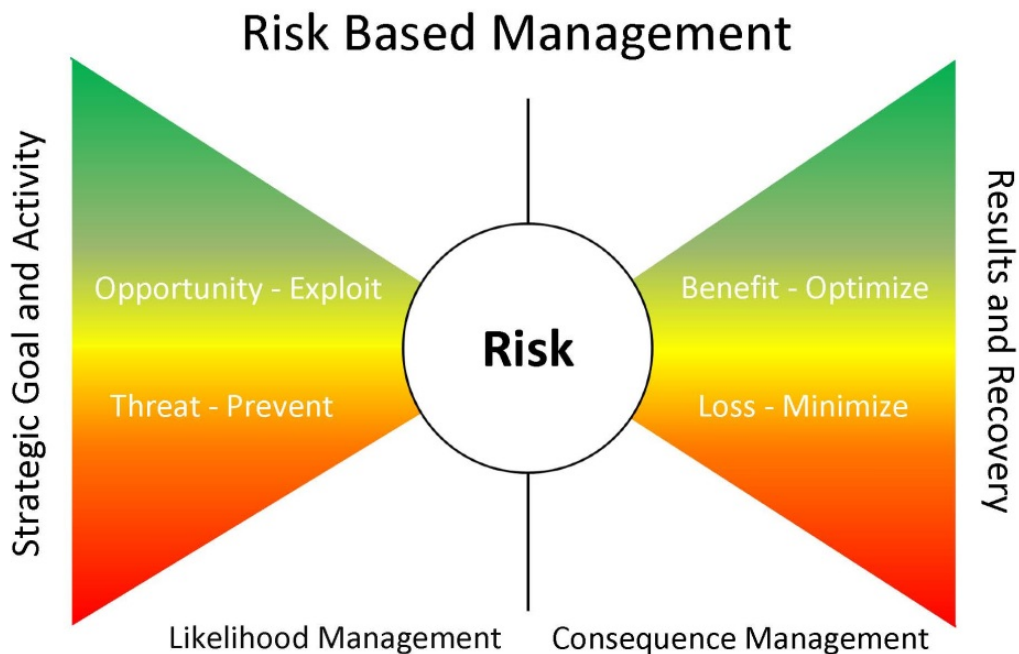 Risk Based Management
Strategic Goal and Activity
Opportunity - Exploit
Threat - Prevent
Risk
Benefit - Optimize
Loss - Minimize
Results and Recovery
Likelihood Management
Consequence Management